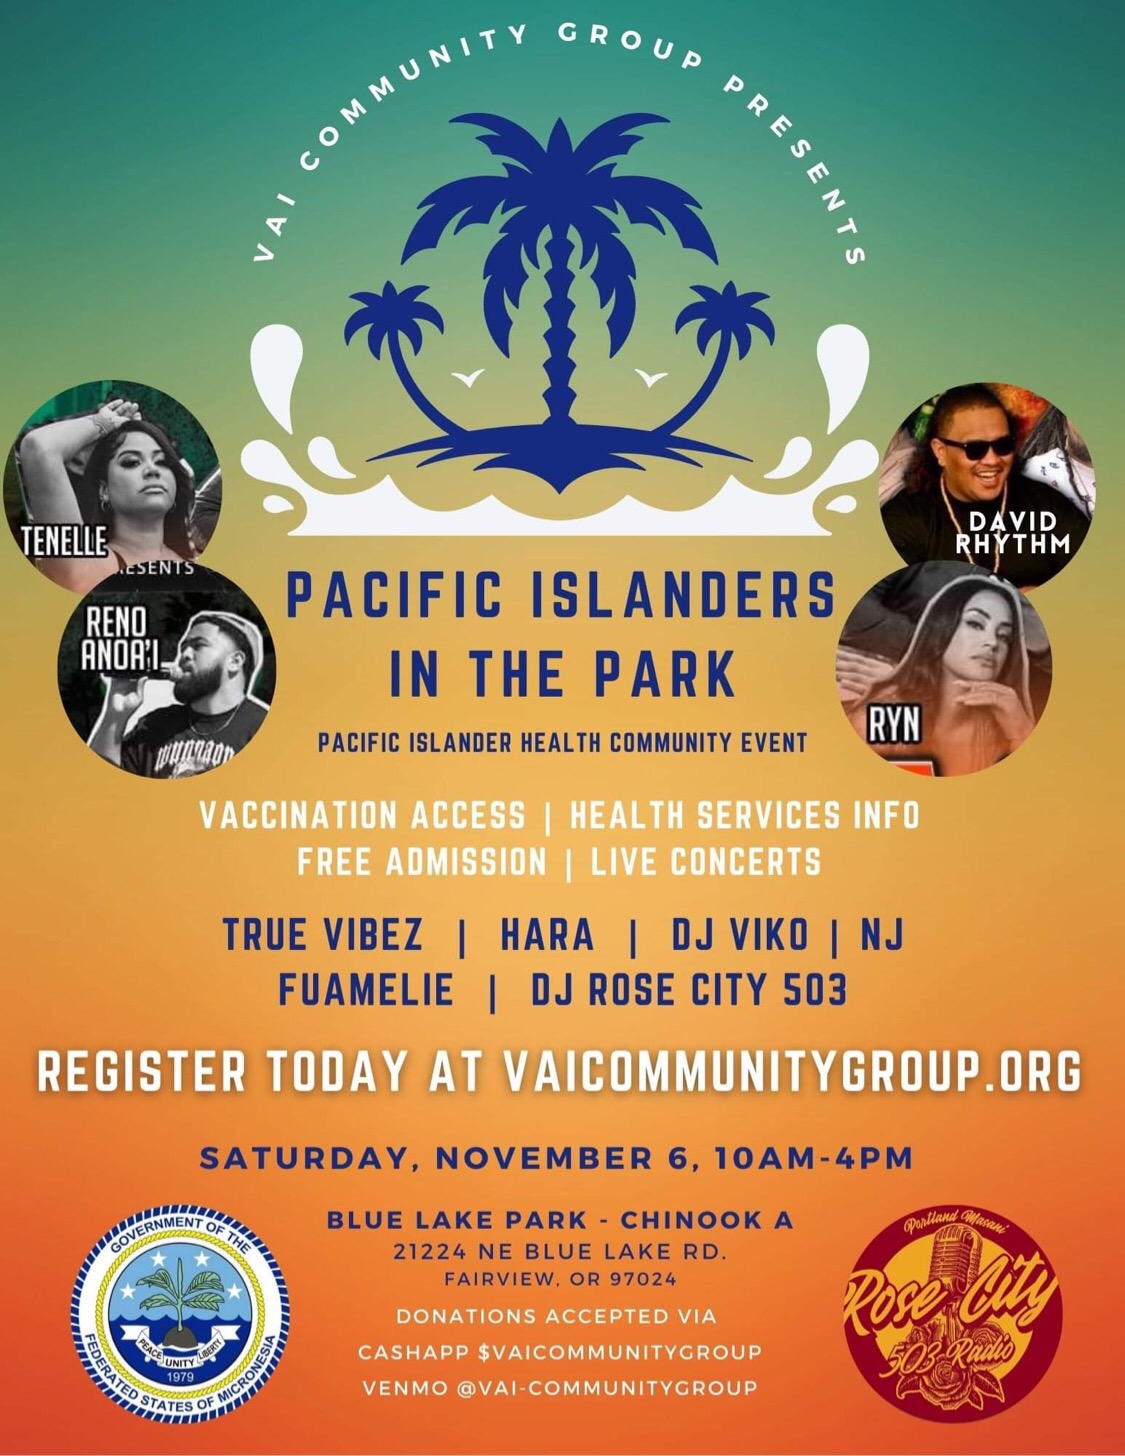 VAI COMMUNITY GROUP PRESENTS
TENELLE
DAVID
RHYTHM
ESENTS
RENO
ANOA'I
RYN
PACIFIC ISLANDERS
IN THE PARK
PACIFIC ISLANDER HEALTH COMMUNITY EVENT
VACCINATION ACCESS | HEALTH SERVICES INFO
FREE ADMISSION | LIVE CONCERTS
TRUE VIBEZ | HARA | DJ VIKO | NJ
FUAMELIE | DJ ROSE CITY 503
REGISTER TODAY AT VAICOMMUNITYGROUP.ORG
SATURDAY, NOVEMBER 6, 10AM-4PM
BLUE LAKE PARK - CHINOOK A
21224 NE BLUE LAKE RD.
FAIRVIEW, OR 97024
DONATIONS ACCEPTED VIA
CASHAPP $VAICOMMUNITYGROUP
VENMO @VAI-COMMUNITYGROUP
GOVERNMENT OF THE
FEDERATED STATES OF MICRONESIA
PEACE UNITY LIBERTY
1979
Portland Masani
Rose City
503 Radio